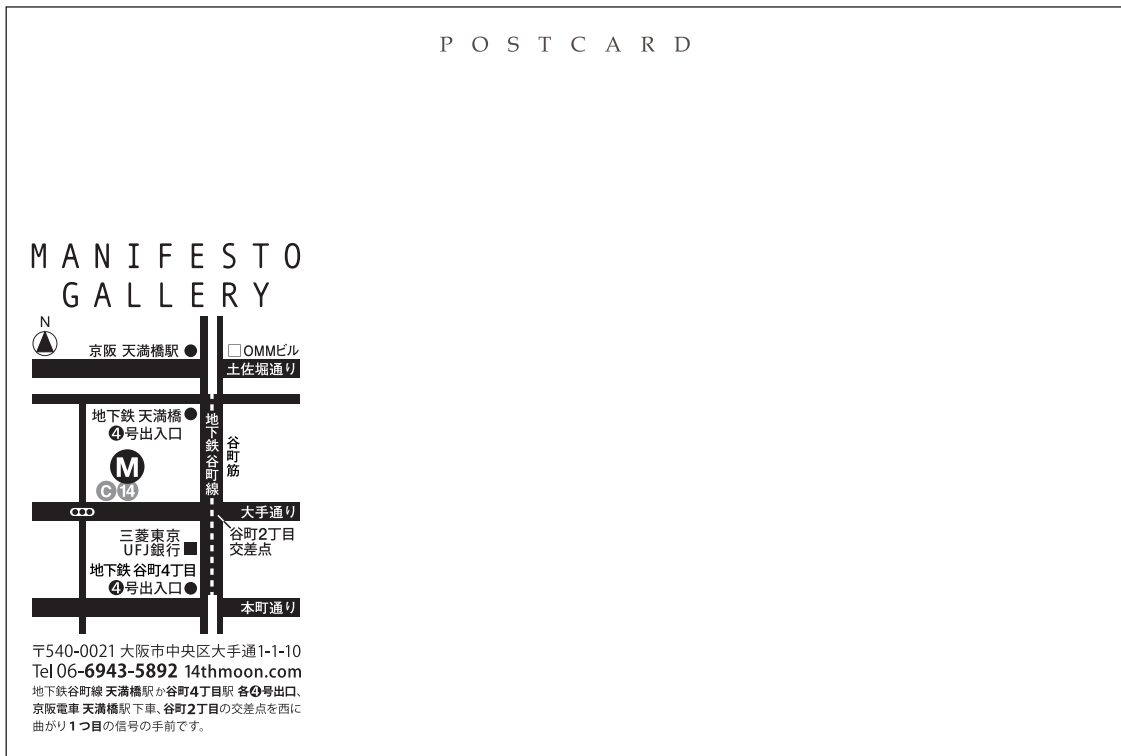 POSTCARD
MANIFESTO
GALLERY
N
京阪 天満橋駅
OMMビル
土佐堀通り
地下鉄 天満橋
4号出入口
地下鉄谷町線
谷町筋
M
C 14
大手通り
三菱東京
UFJ銀行
谷町2丁目
交差点
地下鉄 谷町4丁目
4号出入口
本町通り
〒540-0021 大阪市中央区大手通1-1-10
Tel 06-6943-5892 14thmoon.com
地下鉄谷町線 天満橋駅か谷町4丁目駅 各4号出口、
京阪電車 天満橋駅下車、谷町2丁目の交差点を西に
曲がり1つ目の信号の手前です。